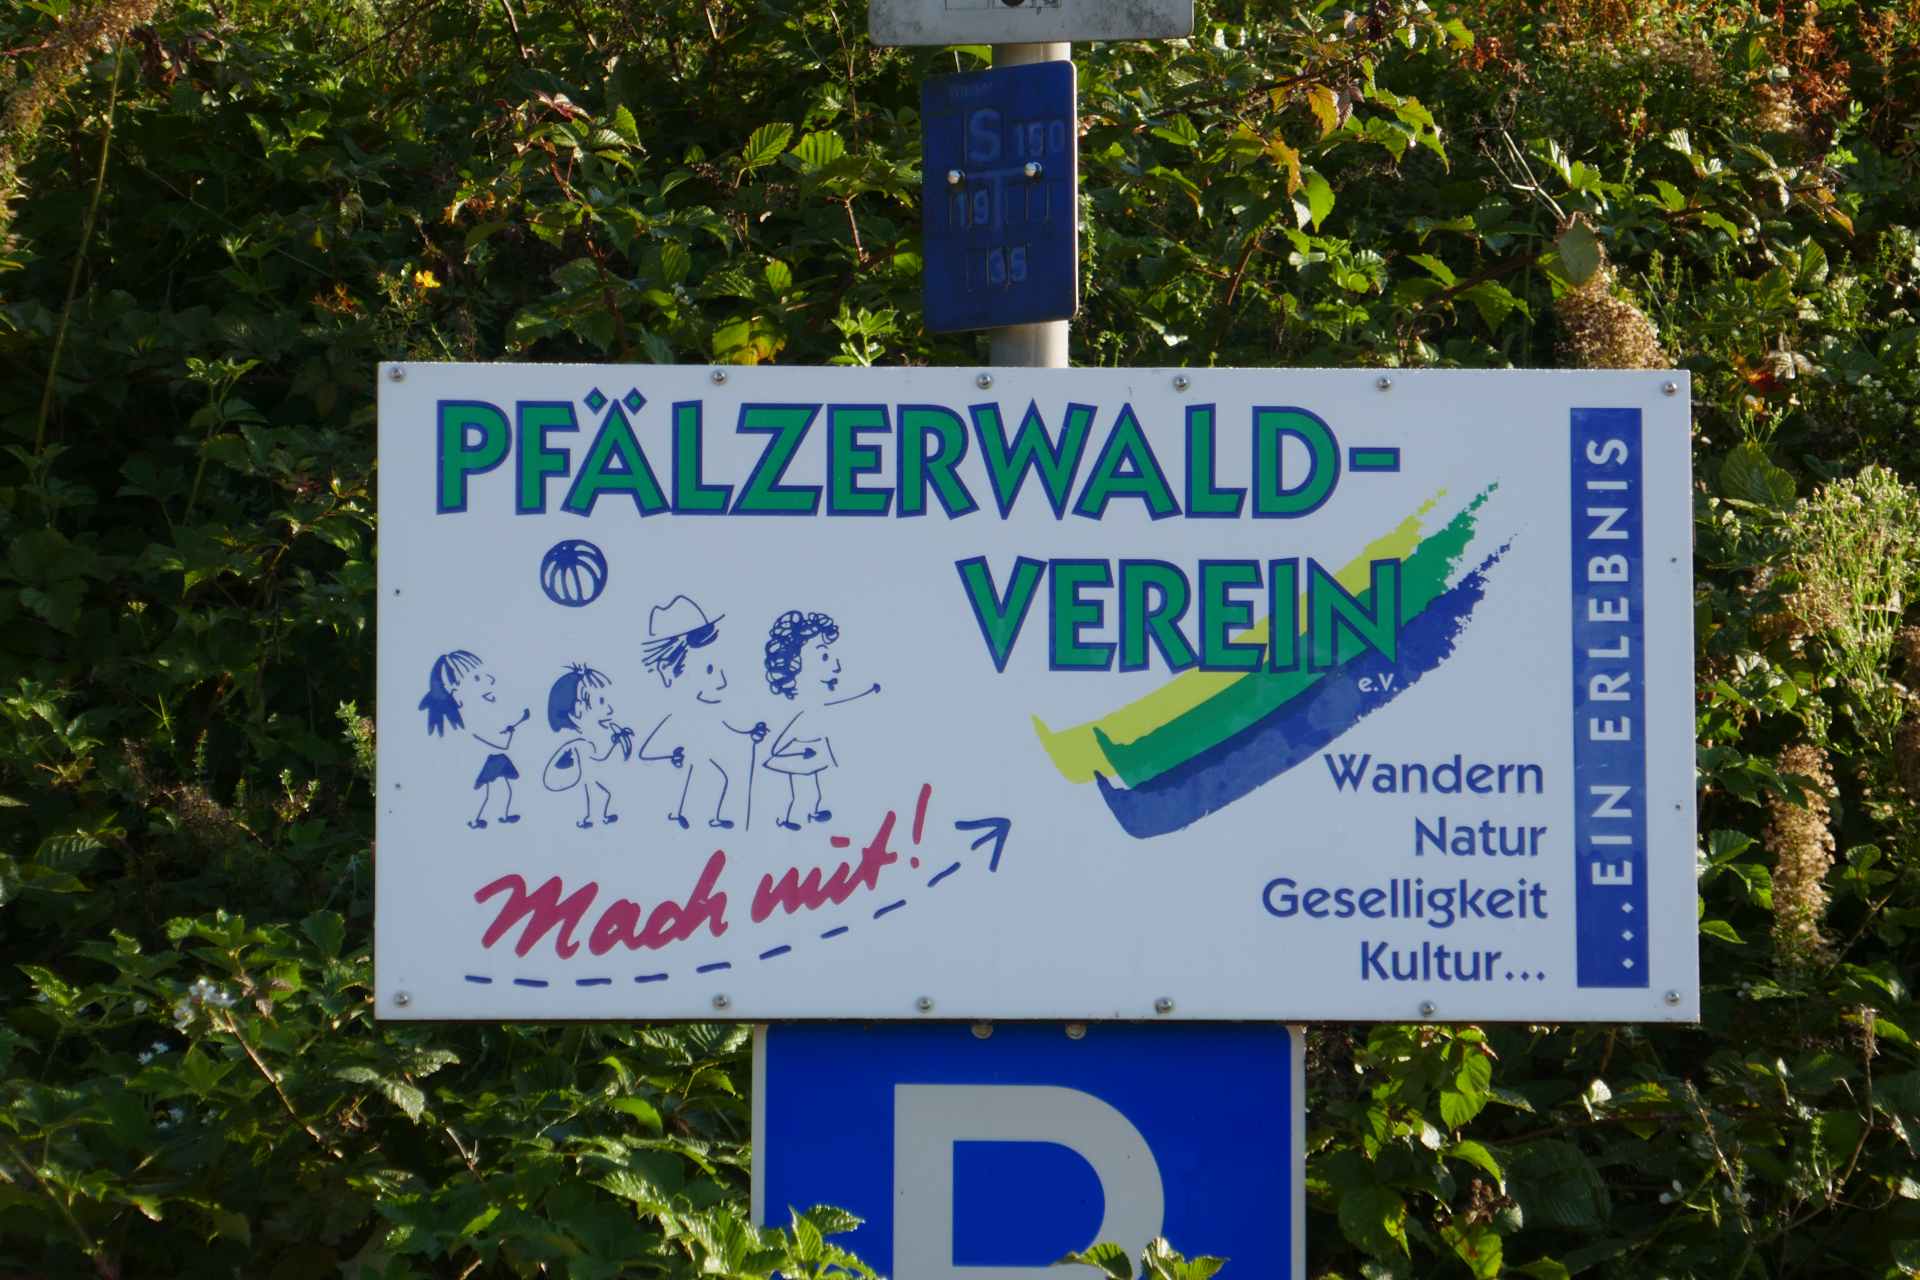 S 150
19
35
PFÄLZERWALD-
VEREIN
e.V.
Mach mit!
Wandern
Natur
Geselligkeit
Kultur...
...EIN ERLEBNIS
P